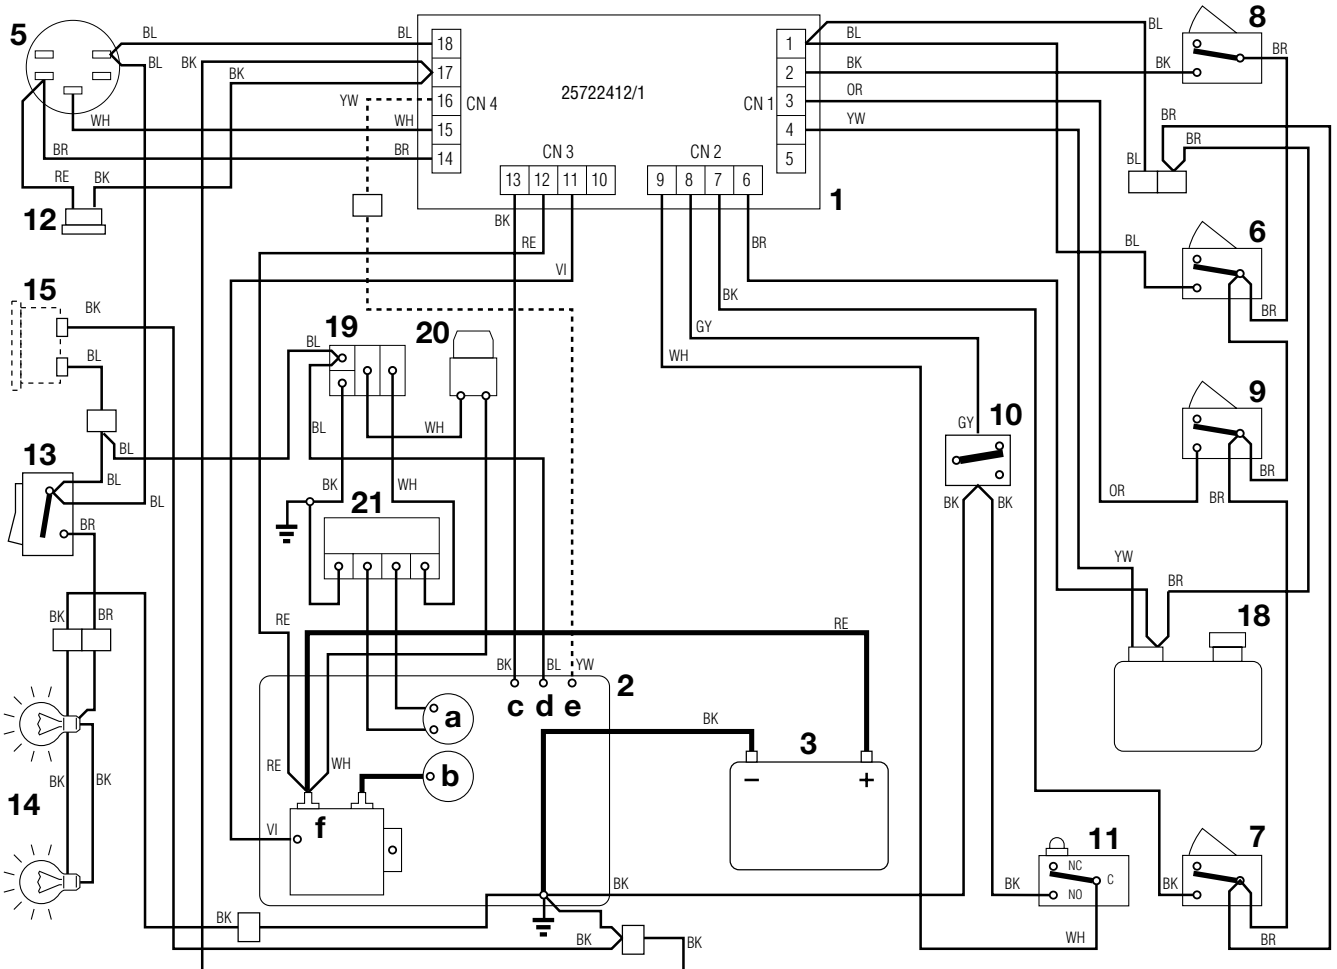 5 BL BL 18 1 BL BL 8
BL BK BK 17 2 BK BK BR
YW 16 CN 4 25722412/1 CN 1 3 OR
WH WH 15 4 YW BR
BR BR 14 CN 3 CN 2 5 BR
RE BK 13 12 11 10 9 8 7 6 BL
12 BK 1
RE BR BL 6
VI
15 BK BK BR
19 20 GY
BL BL WH
9
10
BL WH GY
13 BL BR
BL BK WH OR BR
BL 21 BK BK
BR
YW
BR
BK BR RE RE 18
BK BL YW 2
c d e
a BK 3
RE WH b − +
BK BK
14 f
VI 11 7
NC
BK BK NO C BK
BK WH BR
BK BK